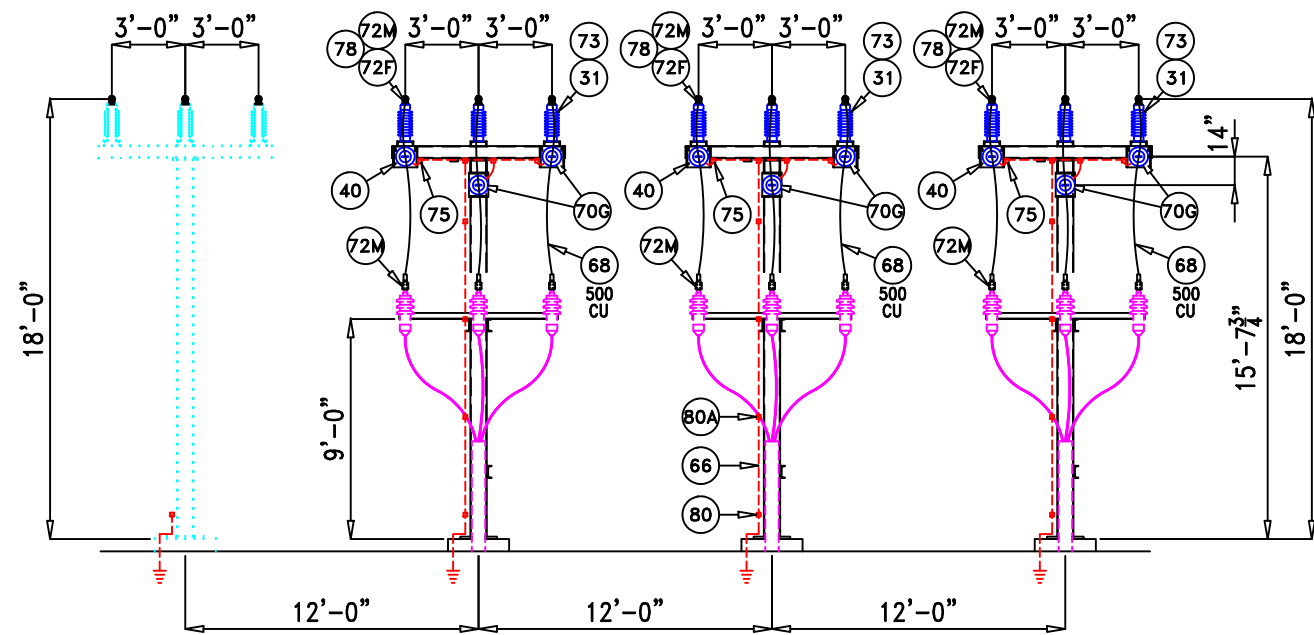 3'-0" 3'-0" 3'-0" 3'-0" 3'-0" 3'-0" 3'-0" 3'-0"
72M 73 72M 73 72M 73
78 78 78
72F 31 72F 31 72F 31
14"
40 75 70G 40 75 70G 40 75 70G
72M 68 72M 68 72M 68
500 500 500
CU CU CU
18'-0" 9'-0" 15'-7¾" 18'-0"
80A
66
80
12'-0" 12'-0" 12'-0"